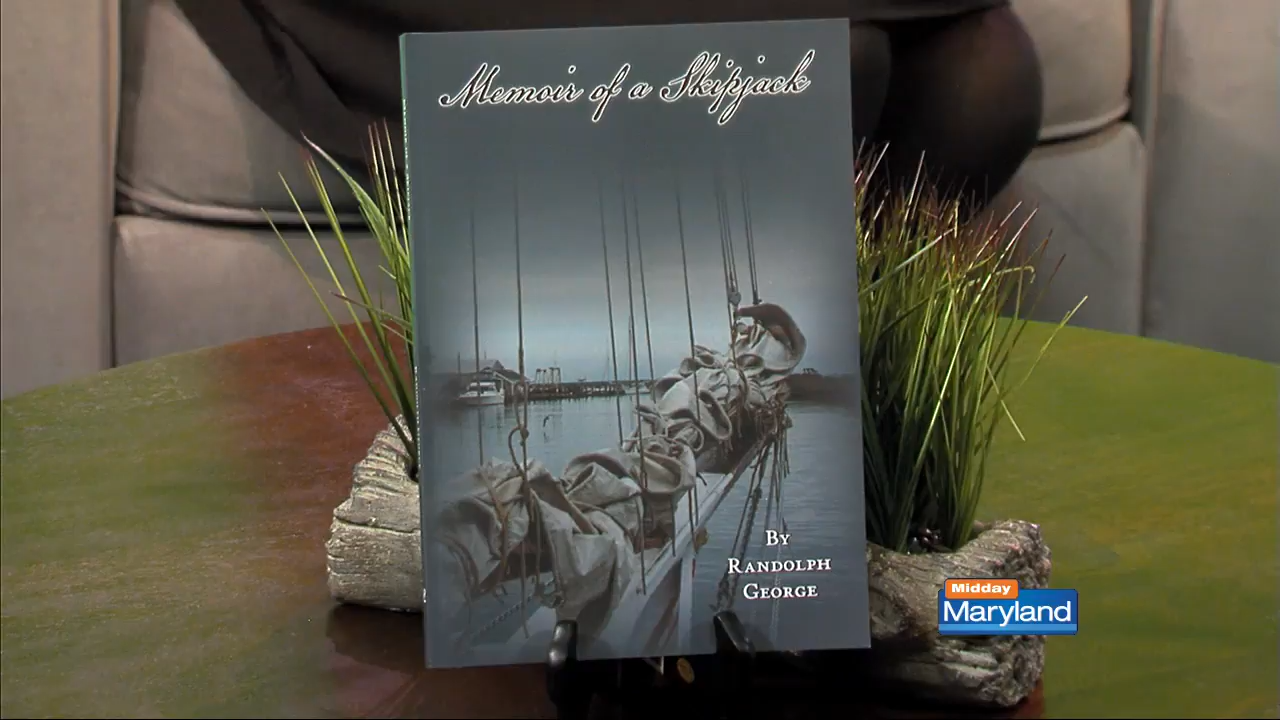 Memoir of a Skipjack
By
Randolph
George
Midday
Maryland